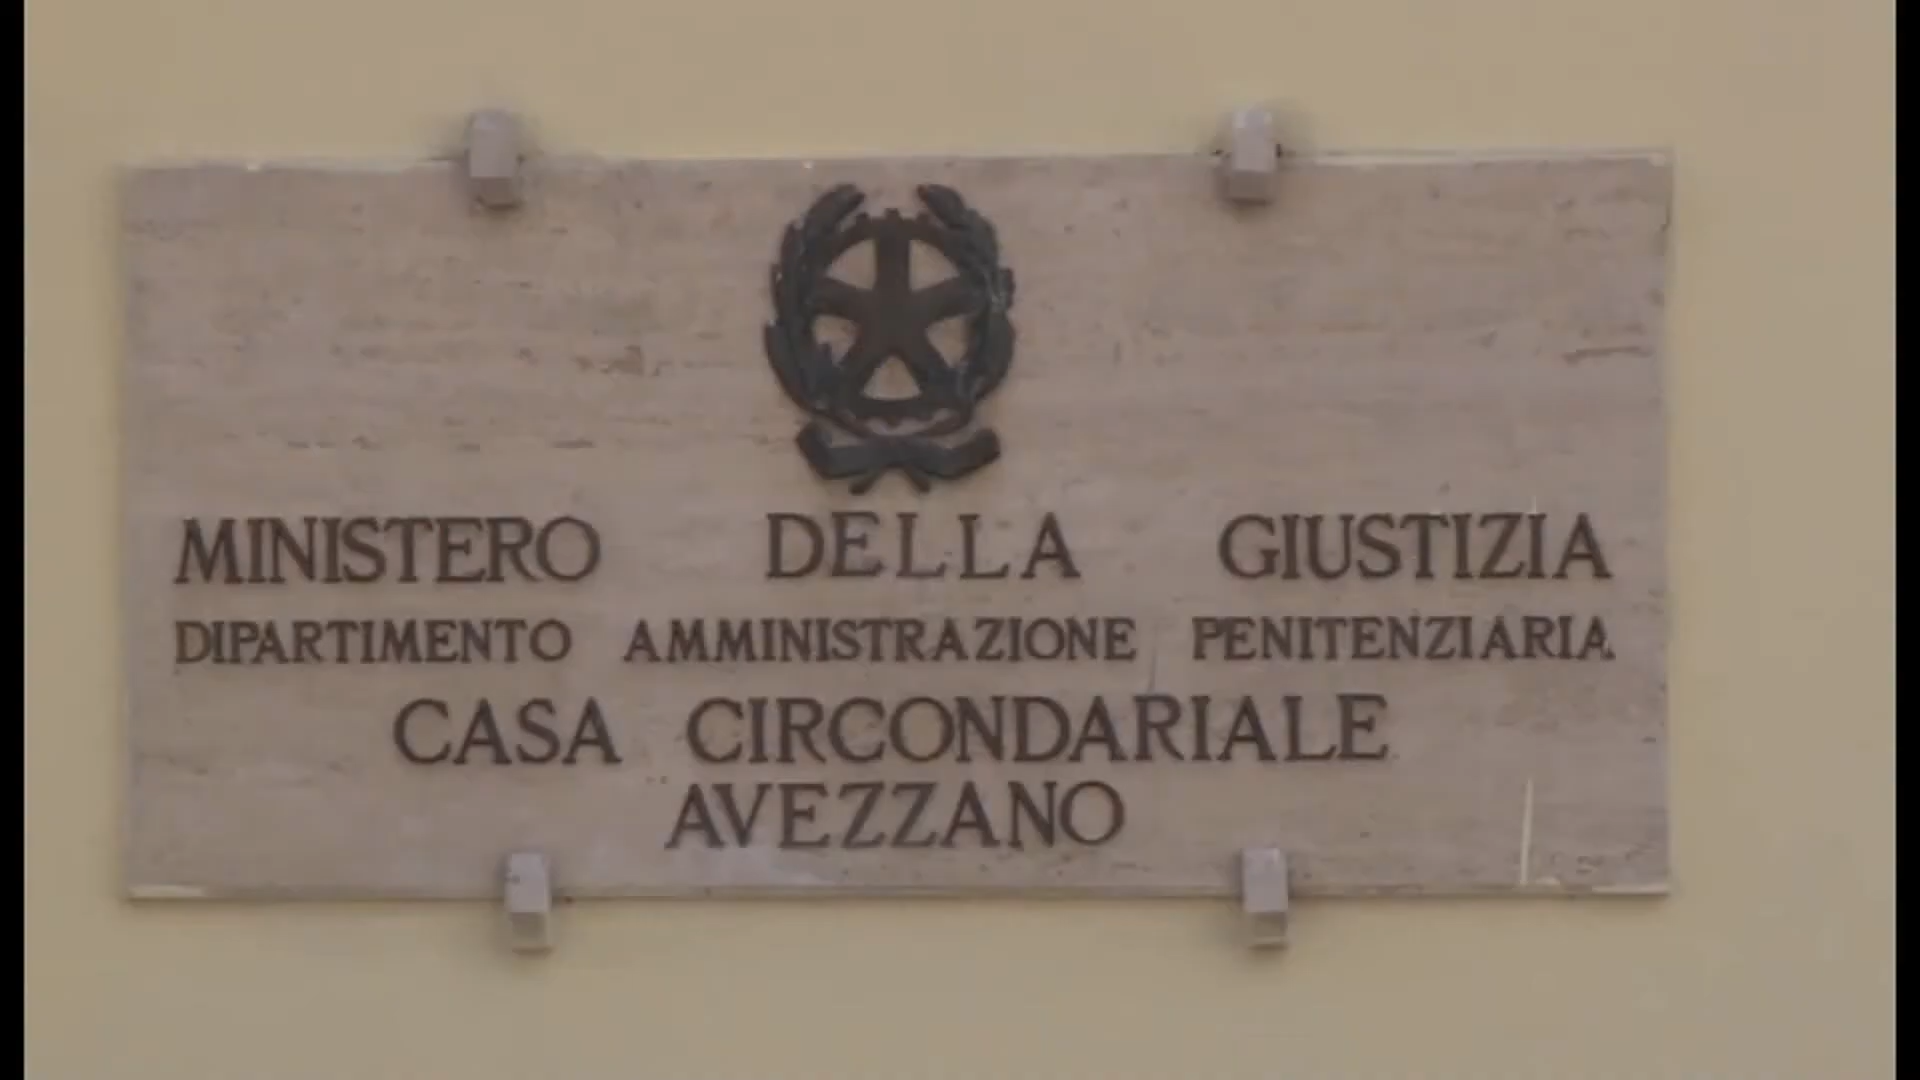 MINISTERO DELLA GIUSTIZIA
DIPARTIMENTO AMMINISTRAZIONE PENITENZIARIA
CASA CIRCONDARIALE
AVEZZANO